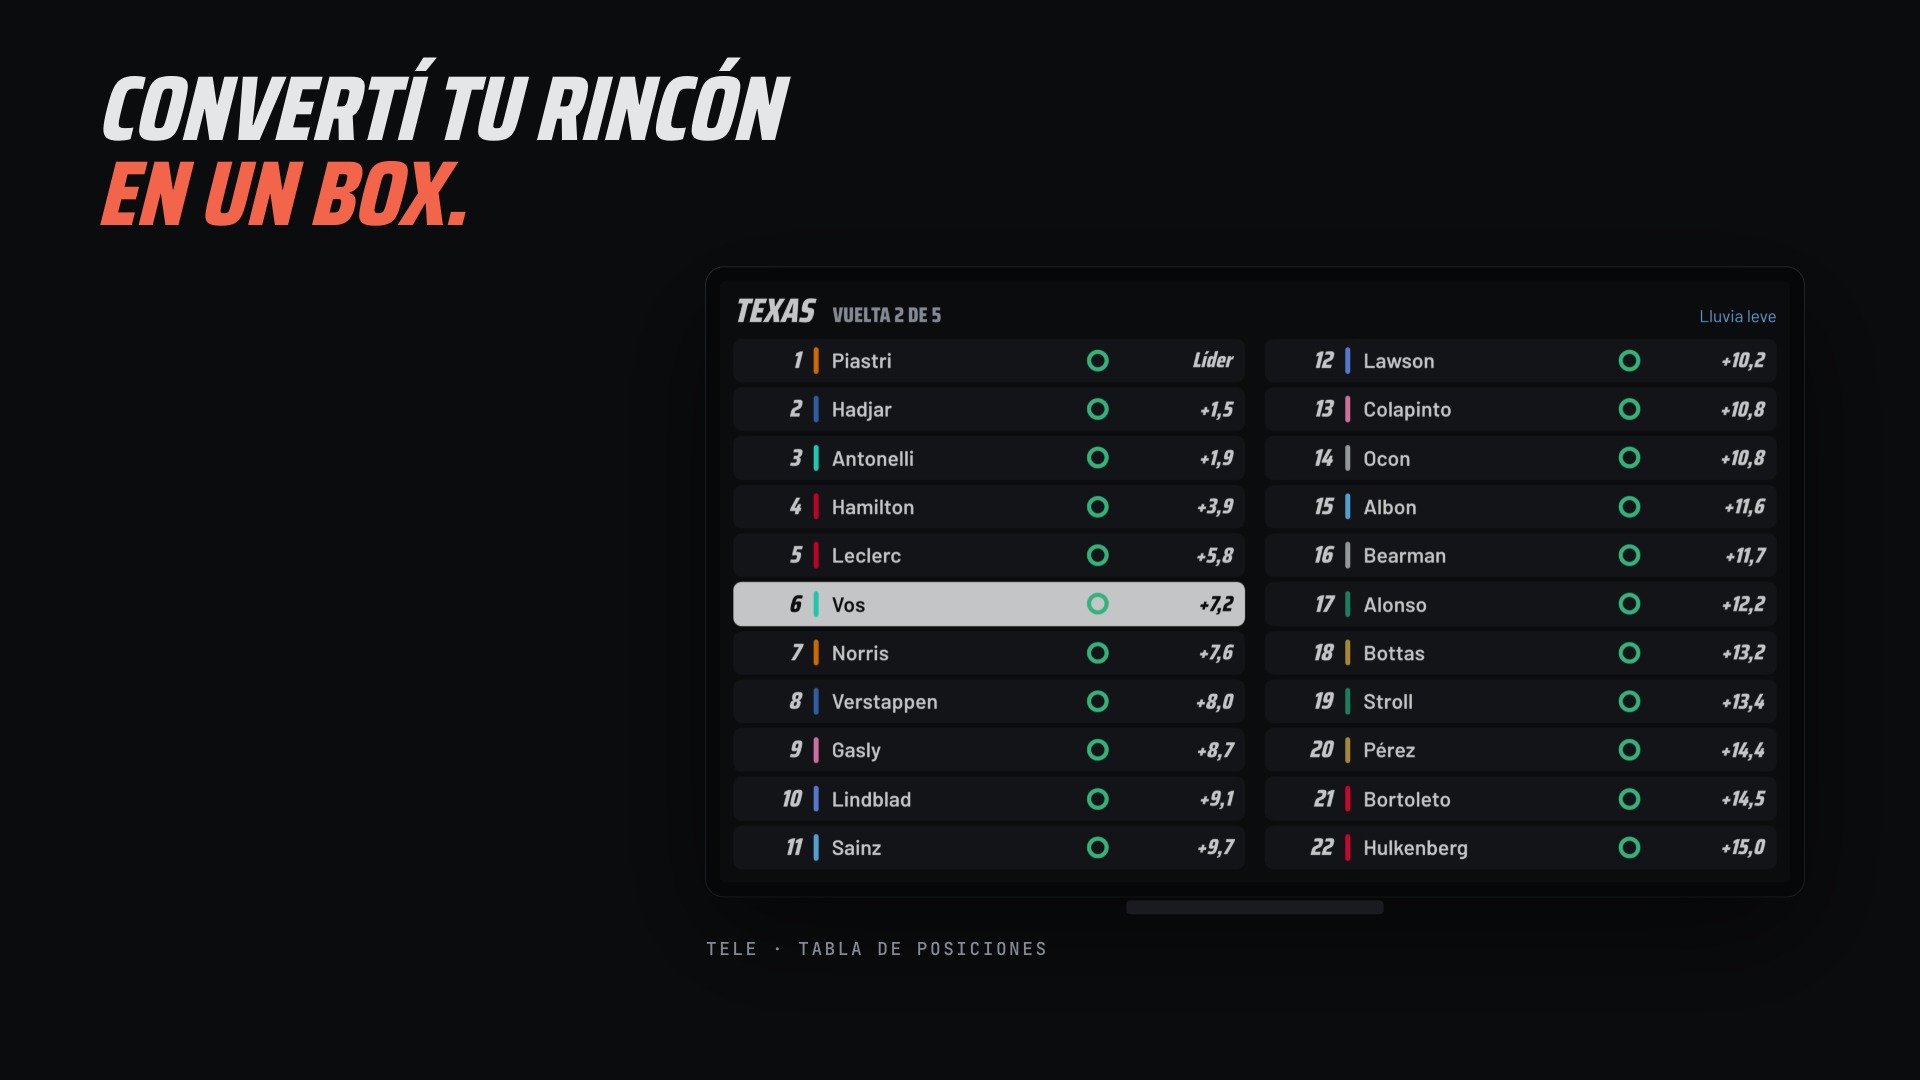 CONVERTÍ TU RINCÓN
EN UN BOX.
TEXAS VUELTA 2 DE 5 Lluvia leve
1 Piastri Líder
2 Hadjar +1,5
3 Antonelli +1,9
4 Hamilton +3,9
5 Leclerc +5,8
6 Vos +7,2
7 Norris +7,6
8 Verstappen +8,0
9 Gasly +8,7
10 Lindblad +9,1
11 Sainz +9,7
12 Lawson +10,2
13 Colapinto +10,8
14 Ocon +10,8
15 Albon +11,6
16 Bearman +11,7
17 Alonso +12,2
18 Bottas +13,2
19 Stroll +13,4
20 Pérez +14,4
21 Bortoleto +14,5
22 Hulkenberg +15,0
TELE · TABLA DE POSICIONES